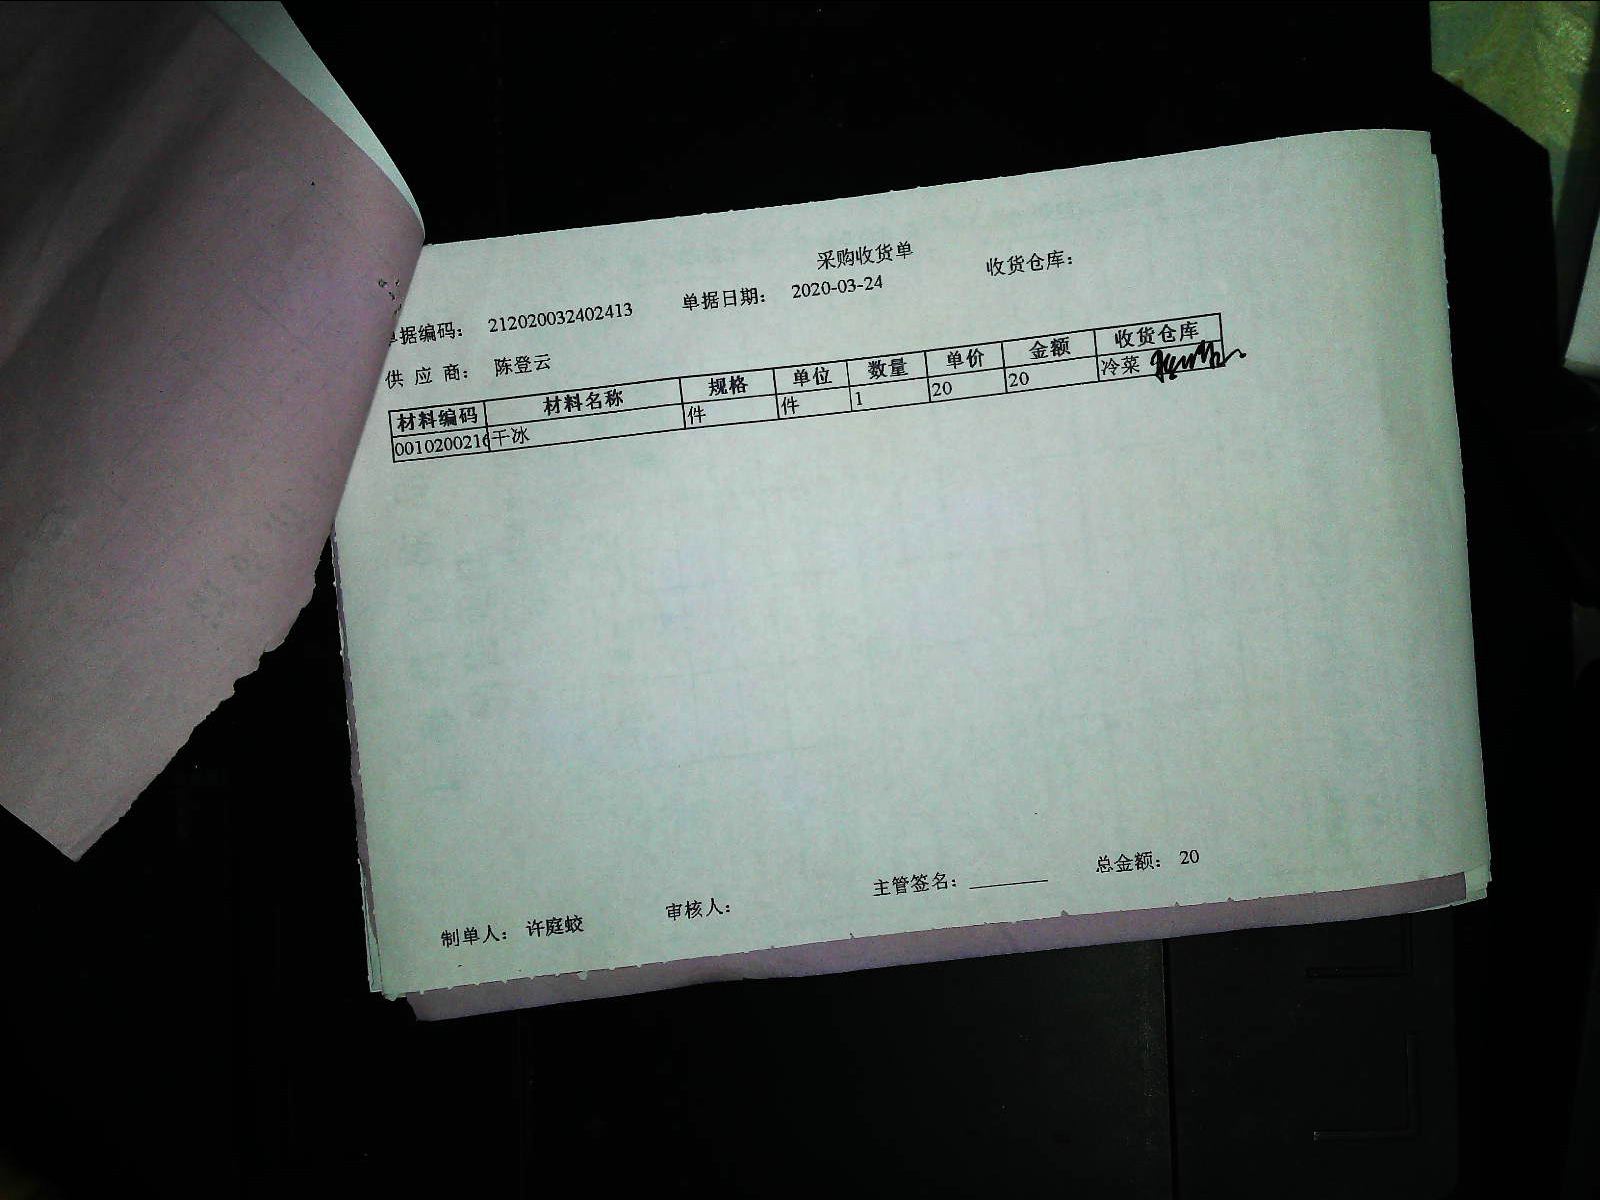 采购收货单
据编码: 212020032402413 单据日期: 2020-03-24 收货仓库:
供 应 商: 陈登云
材料编码 材料名称 规格 单位 数量 单价 金额 收货仓库
0010200216 干冰 件 件 1 20 20 冷菜
制单人: 许庭蛟 审核人: 主管签名: 总金额: 20